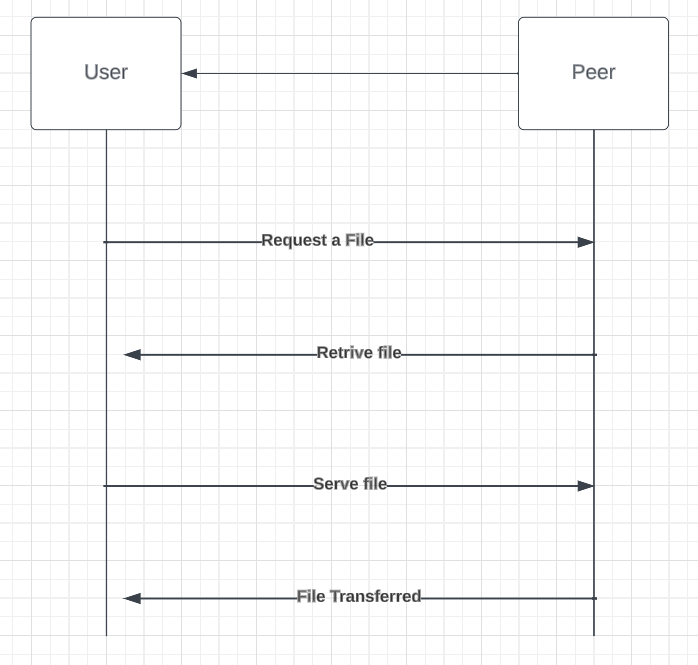 User
Peer
Request a File
Retrive file
Serve file
File Transferred